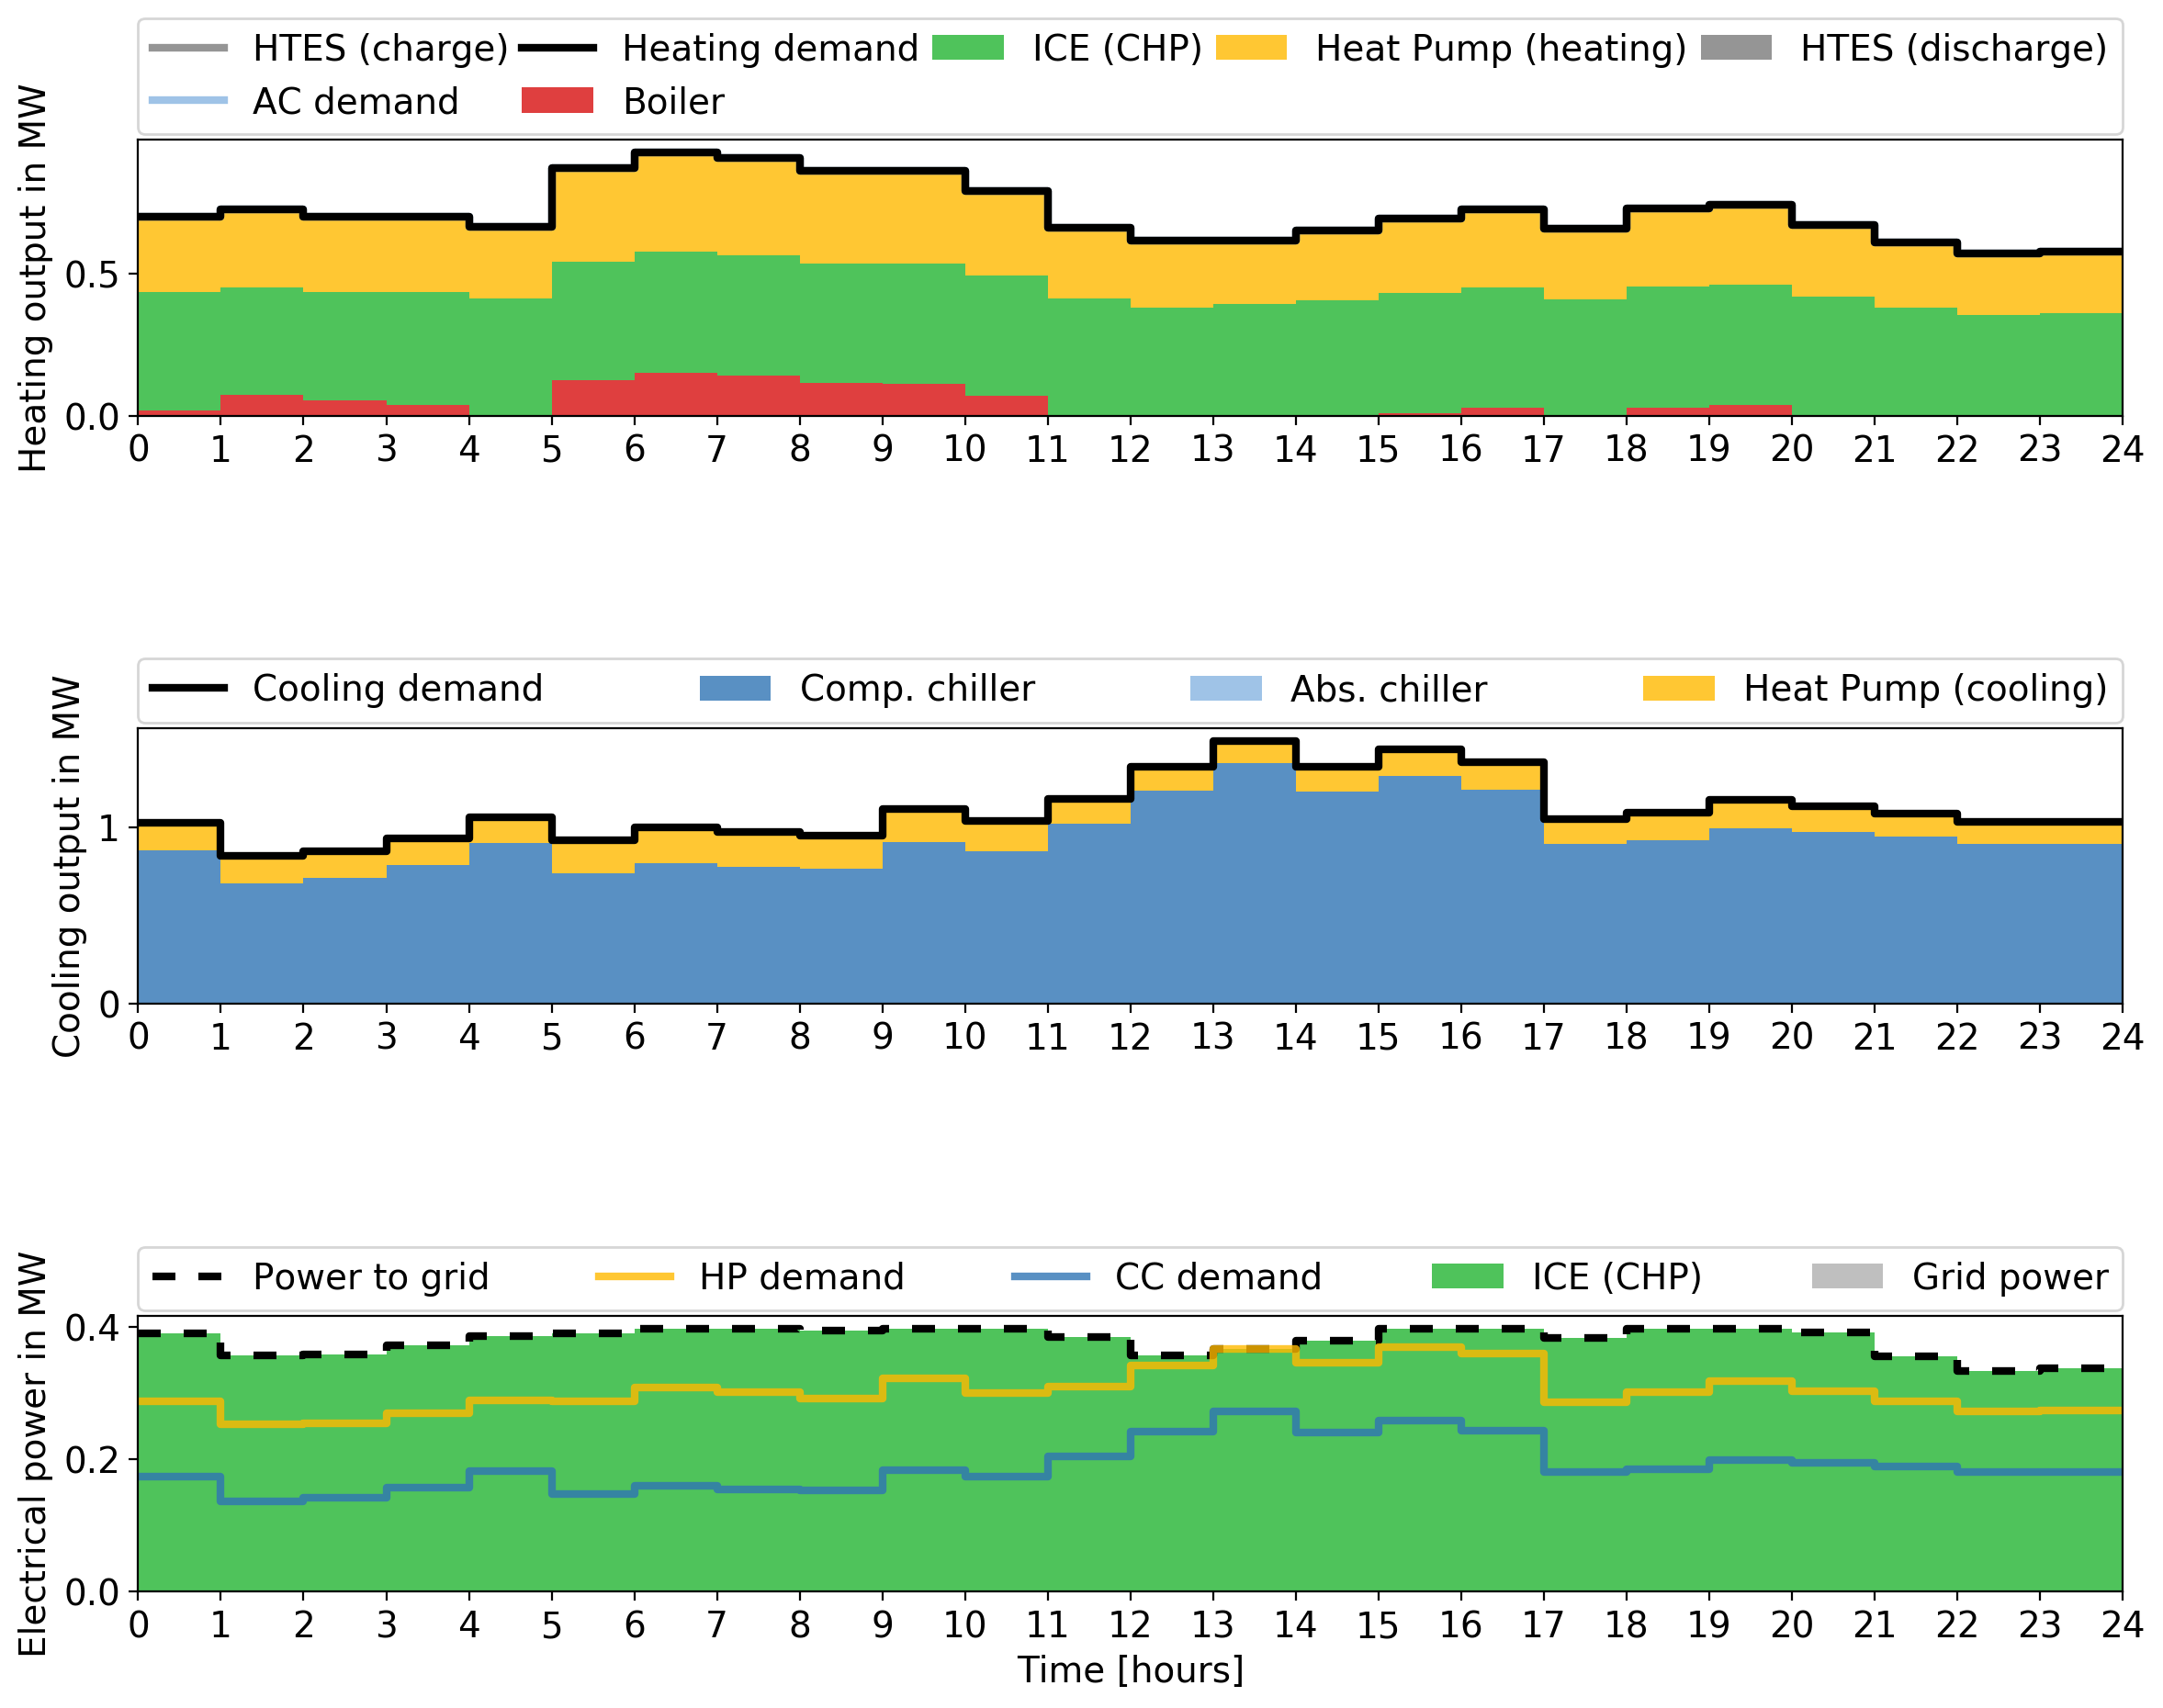 HTES (charge) Heating demand ICE (CHP) Heat Pump (heating) HTES (discharge)
AC demand Boiler
Heating output in MW
0.5
0.0
0 1 2 3 4 5 6 7 8 9 10 11 12 13 14 15 16 17 18 19 20 21 22 23 24
Cooling demand Comp. chiller Abs. chiller Heat Pump (cooling)
Cooling output in MW
1
0
0 1 2 3 4 5 6 7 8 9 10 11 12 13 14 15 16 17 18 19 20 21 22 23 24
Power to grid HP demand CC demand ICE (CHP) Grid power
Electrical power in MW
0.4
0.2
0.0
0 1 2 3 4 5 6 7 8 9 10 11 12 13 14 15 16 17 18 19 20 21 22 23 24
Time [hours]